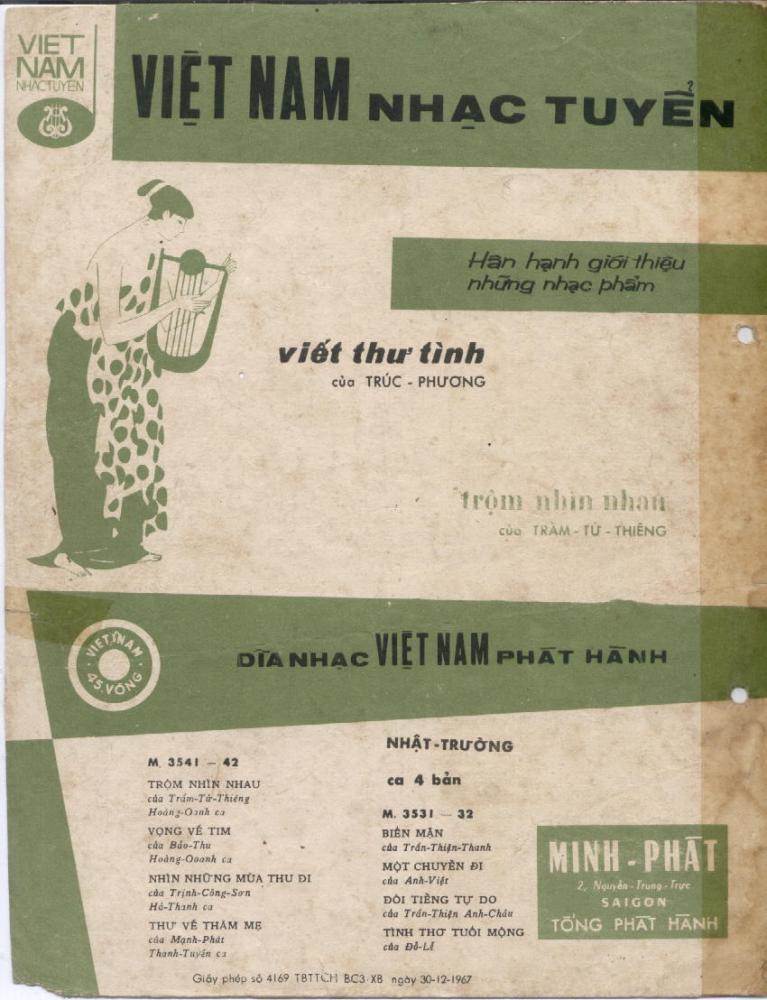 VIET
NAM
NHẠC TUYỂN
VIỆT NAM NHẠC TUYỂN
Hân hạnh giới thiệu
những nhạc phẩm
viết thư tình
của TRÚC - PHƯƠNG
trộm nhìn nhau
của TRẦM - TỬ - THIÊNG
VIỆT NAM
45 VÒNG
DĨA NHẠC VIỆT NAM PHÁT HÀNH
M. 3541 — 42
TRỘM NHÌN NHAU
của Trầm-Tử-Thiêng
Hoàng-Oanh ca
VỌNG VỀ TIM
của Bảo-Thu
Hoàng-Ooanh ca
NHÌN NHỮNG MÙA THU ĐI
của Trịnh-Công-Sơn
Hà-Thanh ca
THƯ VỀ THĂM MẸ
của Mạnh-Phát
Thanh-Tuyền ca
NHẬT-TRƯỜNG
ca 4 bản
M. 3531 — 32
BIỂN MẶN
của Trần-Thiện-Thanh
MỘT CHUYẾN ĐI
của Anh-Việt
ĐÒI TIẾNG TỰ DO
của Trần-Thiện Anh-Châu
TÌNH THƠ TUỔI MỘNG
của Đỗ-Lễ
MINH - PHÁT
2, Nguyễn - Trung - Trực
SAIGON
TỔNG PHÁT HÀNH
Giấy phép số 4169 TBTTCH BC3 XB ngày 30-12-1967